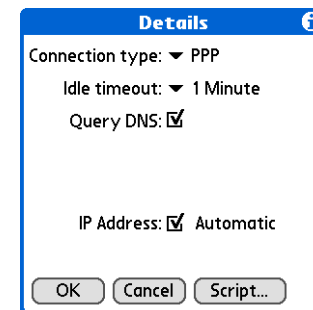 Details
Connection type: PPP
Idle timeout: 1 Minute
Query DNS:
IP Address: Automatic
OK Cancel Script...